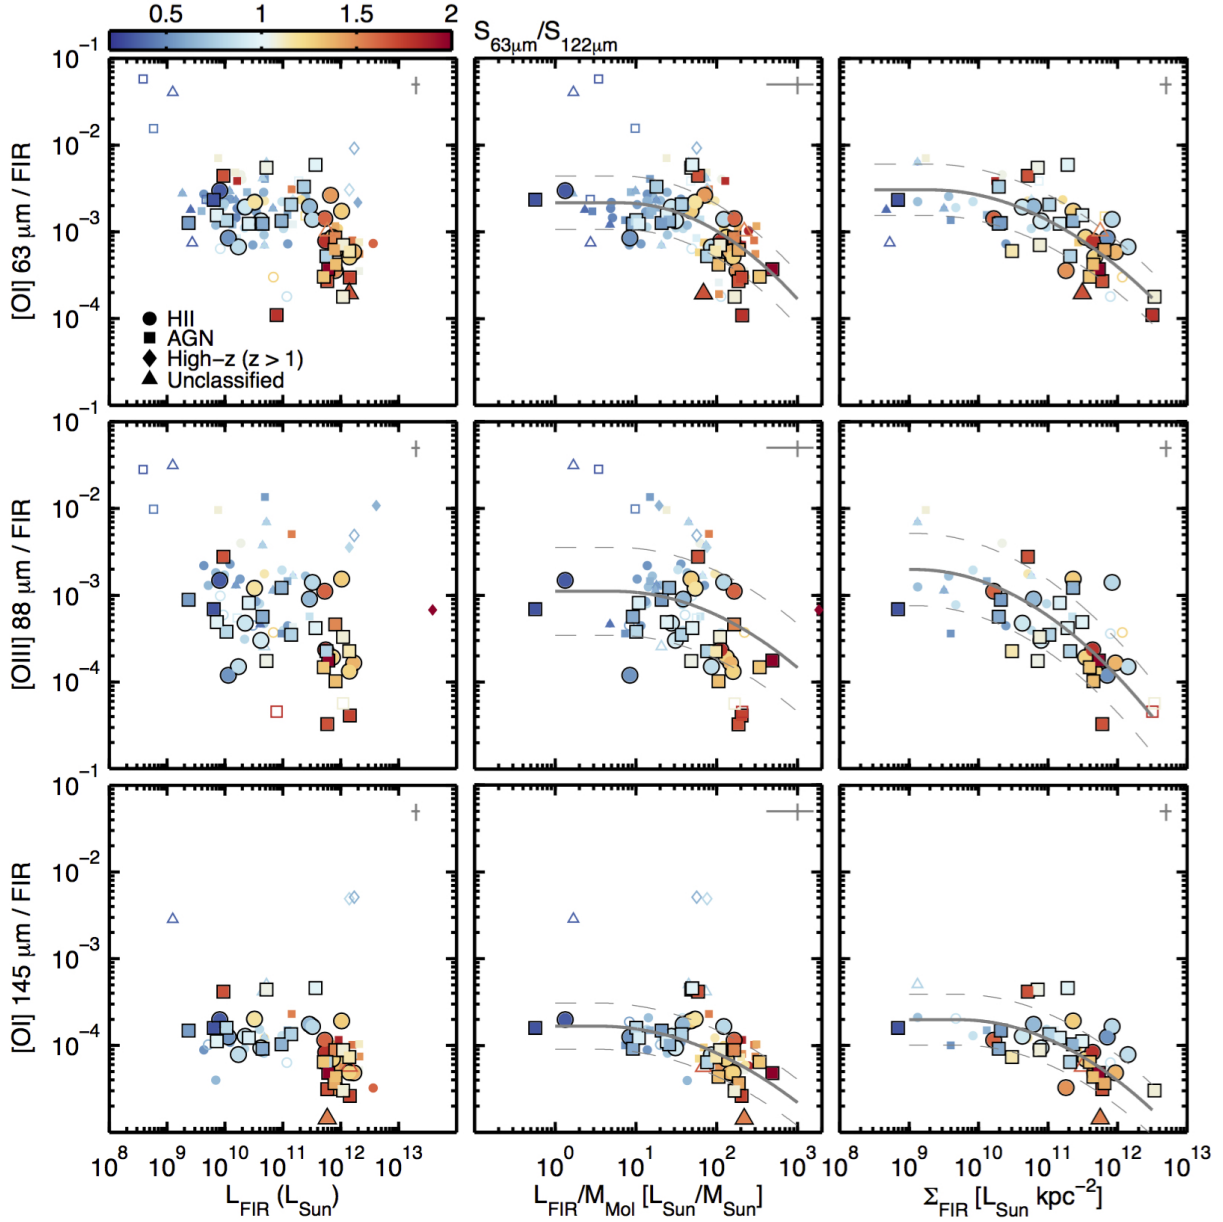 0.5 1 1.5 2 S63μm/S122μm
10⁻¹
10⁻²
10⁻³
10⁻⁴
10⁻¹
[OI] 63 μm / FIR
HII
AGN
High−z (z > 1)
Unclassified
10⁻²
10⁻³
10⁻⁴
10⁻¹
[OIII] 88 μm / FIR
10⁻²
10⁻³
10⁻⁴
[OI] 145 μm / FIR
10⁸ 10⁹ 10¹⁰ 10¹¹ 10¹² 10¹³ 10⁰ 10¹ 10² 10³ 10⁹ 10¹⁰ 10¹¹ 10¹² 10¹³
LFIR (LSun) LFIR/MMol [LSun/MSun] ΣFIR [LSun kpc⁻²]